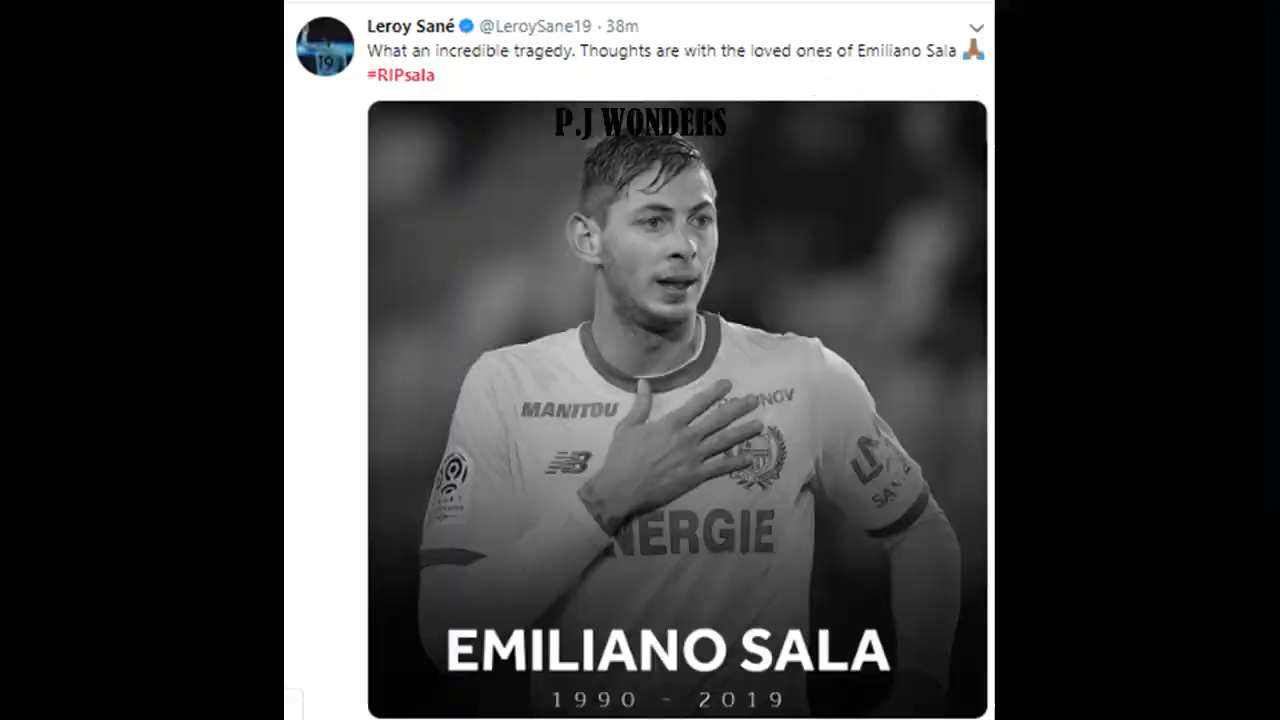 Leroy Sané @LeroySane19 · 38m
What an incredible tragedy. Thoughts are with the loved ones of Emiliano Sala 🙏🏽
#RIPsala
P.J WONDERS
MANITOU
19
NERGIE
EMILIANO SALA
1990 - 2019